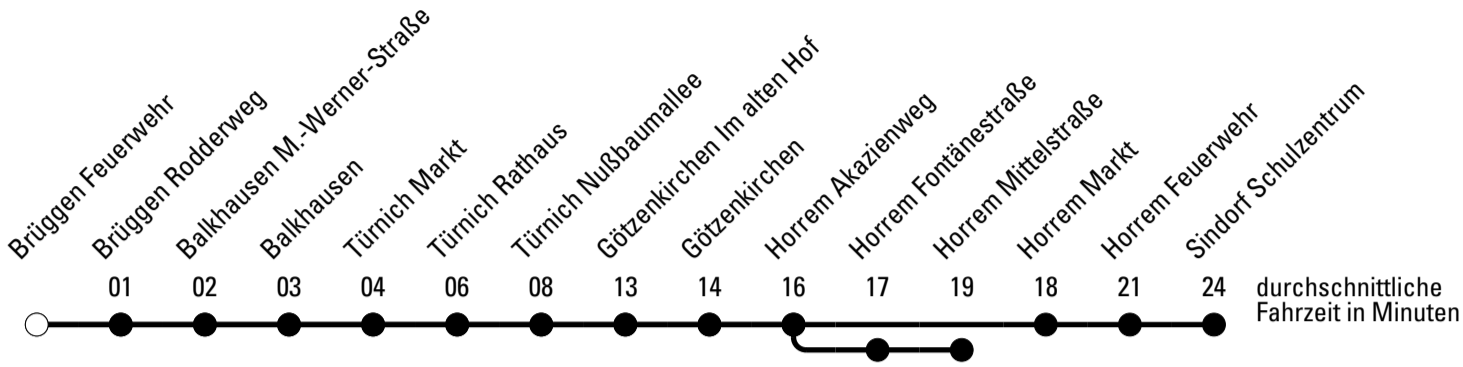 Brüggen Feuerwehr
Brüggen Rodderweg
Balkhausen M.-Werner-Straße
Balkhausen
Türnich Markt
Türnich Rathaus
Türnich Nußbaumallee
Götzenkirchen Im alten Hof
Götzenkirchen
Horrem Akazienweg
Horrem Fontänestraße
Horrem Mittelstraße
Horrem Markt
Horrem Feuerwehr
Sindorf Schulzentrum
01 02 03 04 06 08 13 14 16 17 19 18 21 24
durchschnittliche
Fahrzeit in Minuten